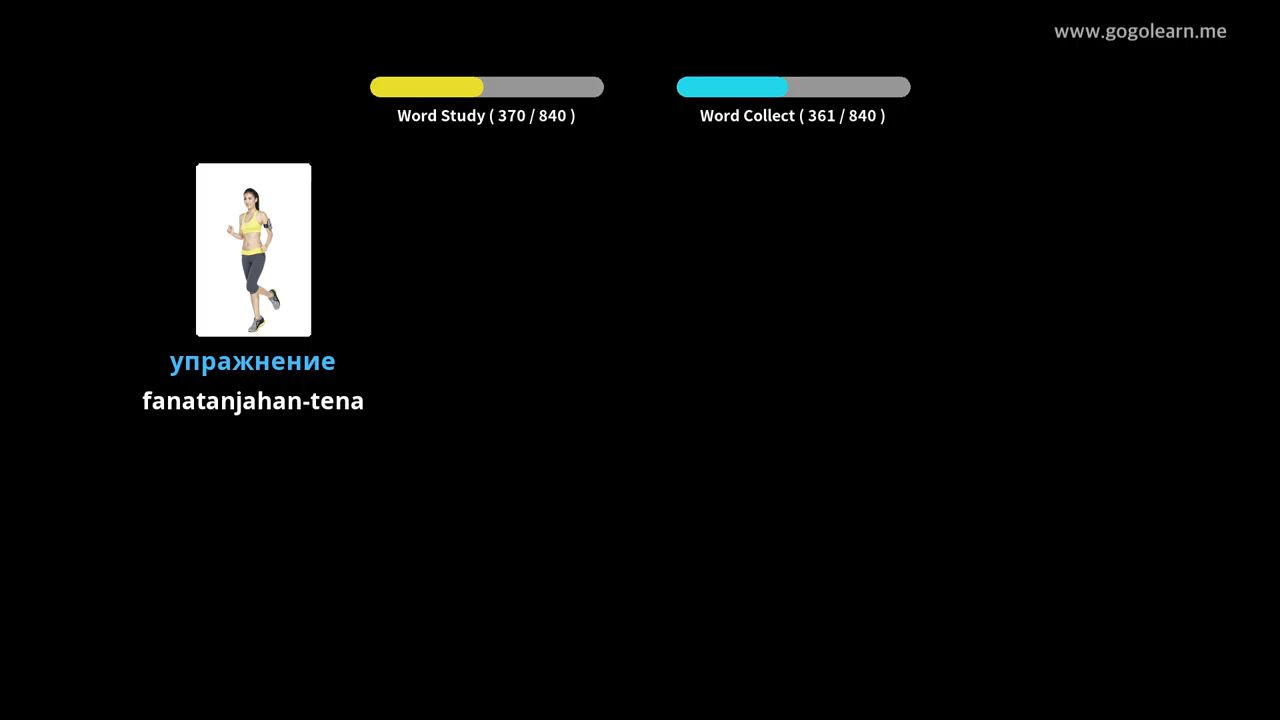 www.gogolearn.me
Word Study ( 370 / 840 )
Word Collect ( 361 / 840 )
упражнение
fanatanjahan-tena